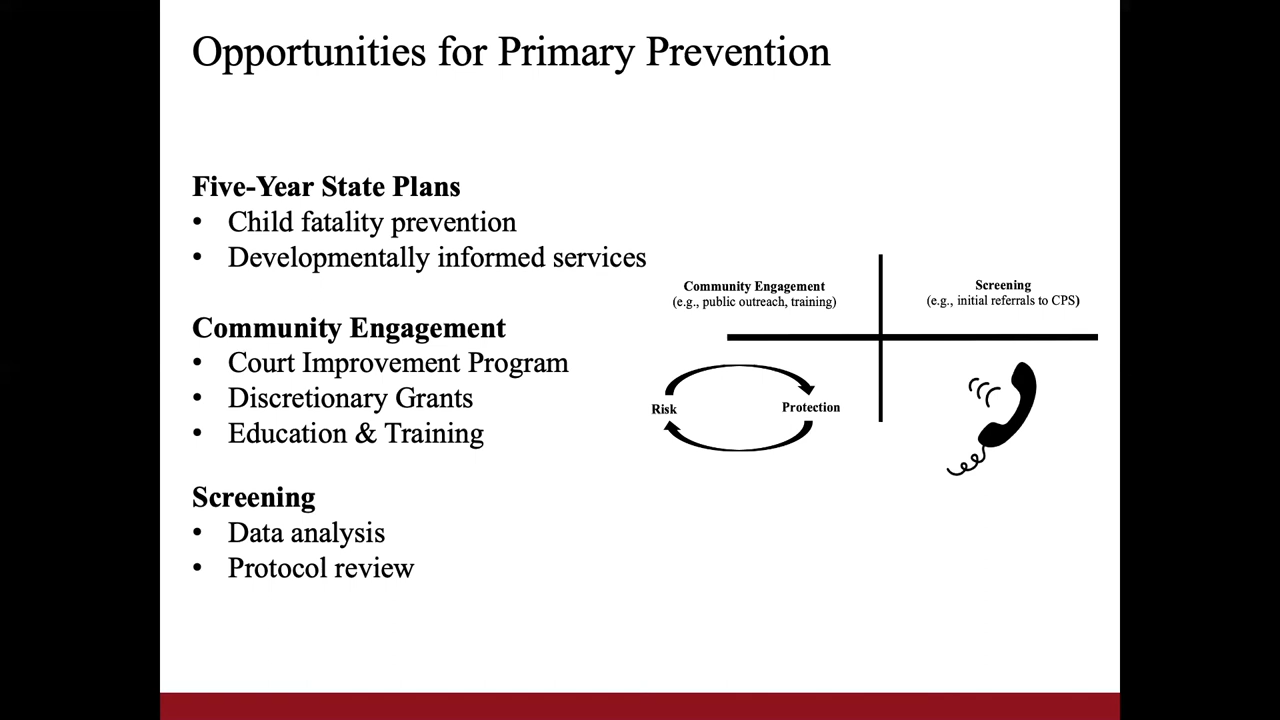 Opportunities for Primary Prevention
Five-Year State Plans
• Child fatality prevention
• Developmentally informed services
Community Engagement
• Court Improvement Program
• Discretionary Grants
• Education & Training
Screening
• Data analysis
• Protocol review
Community Engagement
(e.g., public outreach, training)
Screening
(e.g., initial referrals to CPS)
Risk
Protection